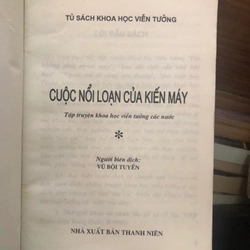 TỦ SÁCH KHOA HỌC VIỄN TƯỞNG
CUỘC NỔI LOẠN CỦA KIẾN MÁY
Tập truyện khoa học viễn tưởng các nước
*
Người biên dịch:
VŨ BỘI TUYỀN
NHÀ XUẤT BẢN THANH NIÊN